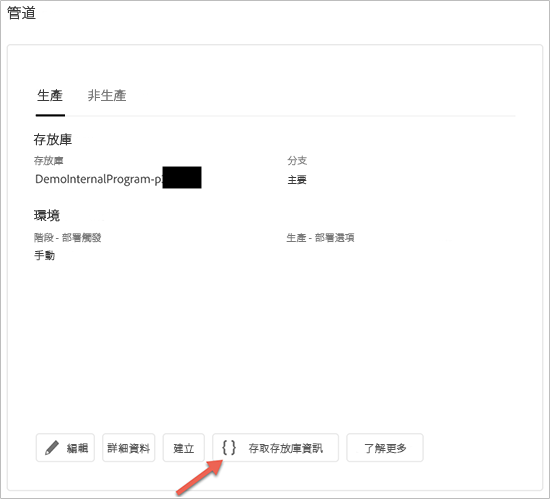 管道
生產 非生產
存放庫
存放庫 分支
DemoInternalProgram-p 主要
環境
階段 - 部署觸發 生產 - 部署選項
手動
編輯 詳細資料 建立 {} 存取存放庫資訊 了解更多